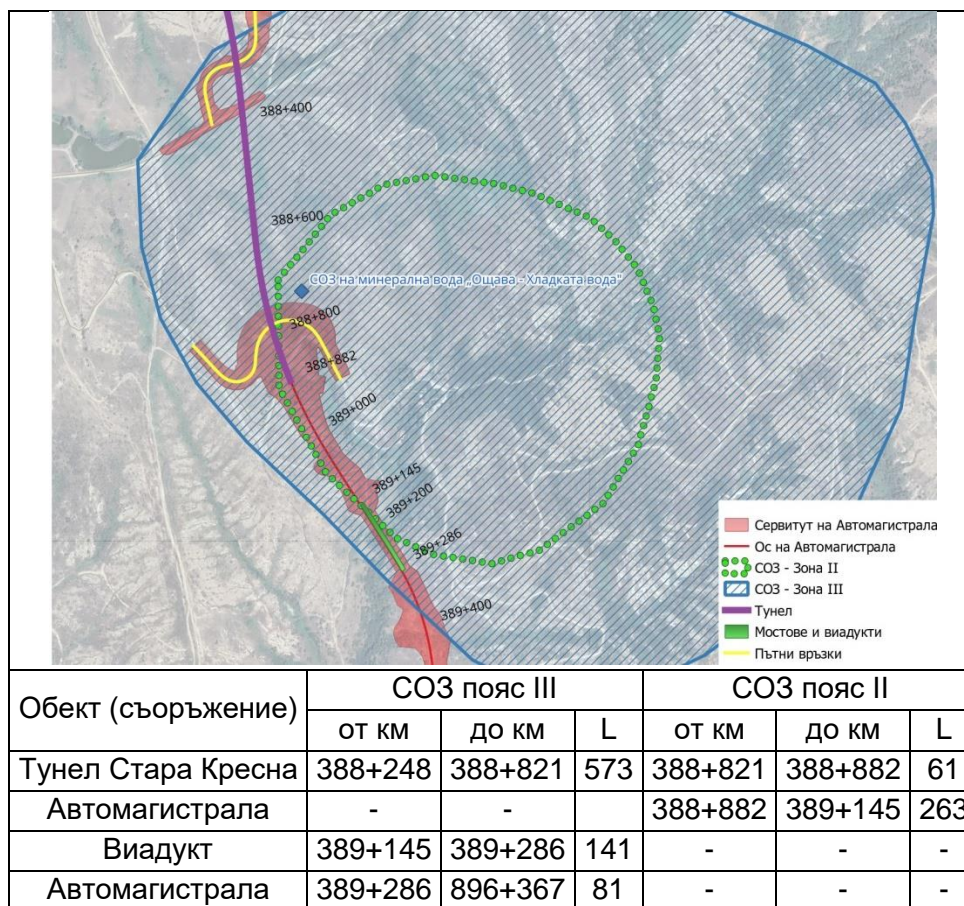 388+400
388+600
СОЗ на минерална вода „Ощава - Хладката вода"
388+800
388+882
389+000
389+145
389+200
389+286
389+400
Сервитут на Автомагистрала
Ос на Автомагистрала
СОЗ - Зона II
СОЗ - Зона III
Тунел
Мостове и виадукти
Пътни връзки
Обект (съоръжение) СОЗ пояс III СОЗ пояс II
от км до км L от км до км L
Тунел Стара Кресна 388+248 388+821 573 388+821 388+882 61
Автомагистрала - - 388+882 389+145 263
Виадукт 389+145 389+286 141 - - -
Автомагистрала 389+286 896+367 81 - - -